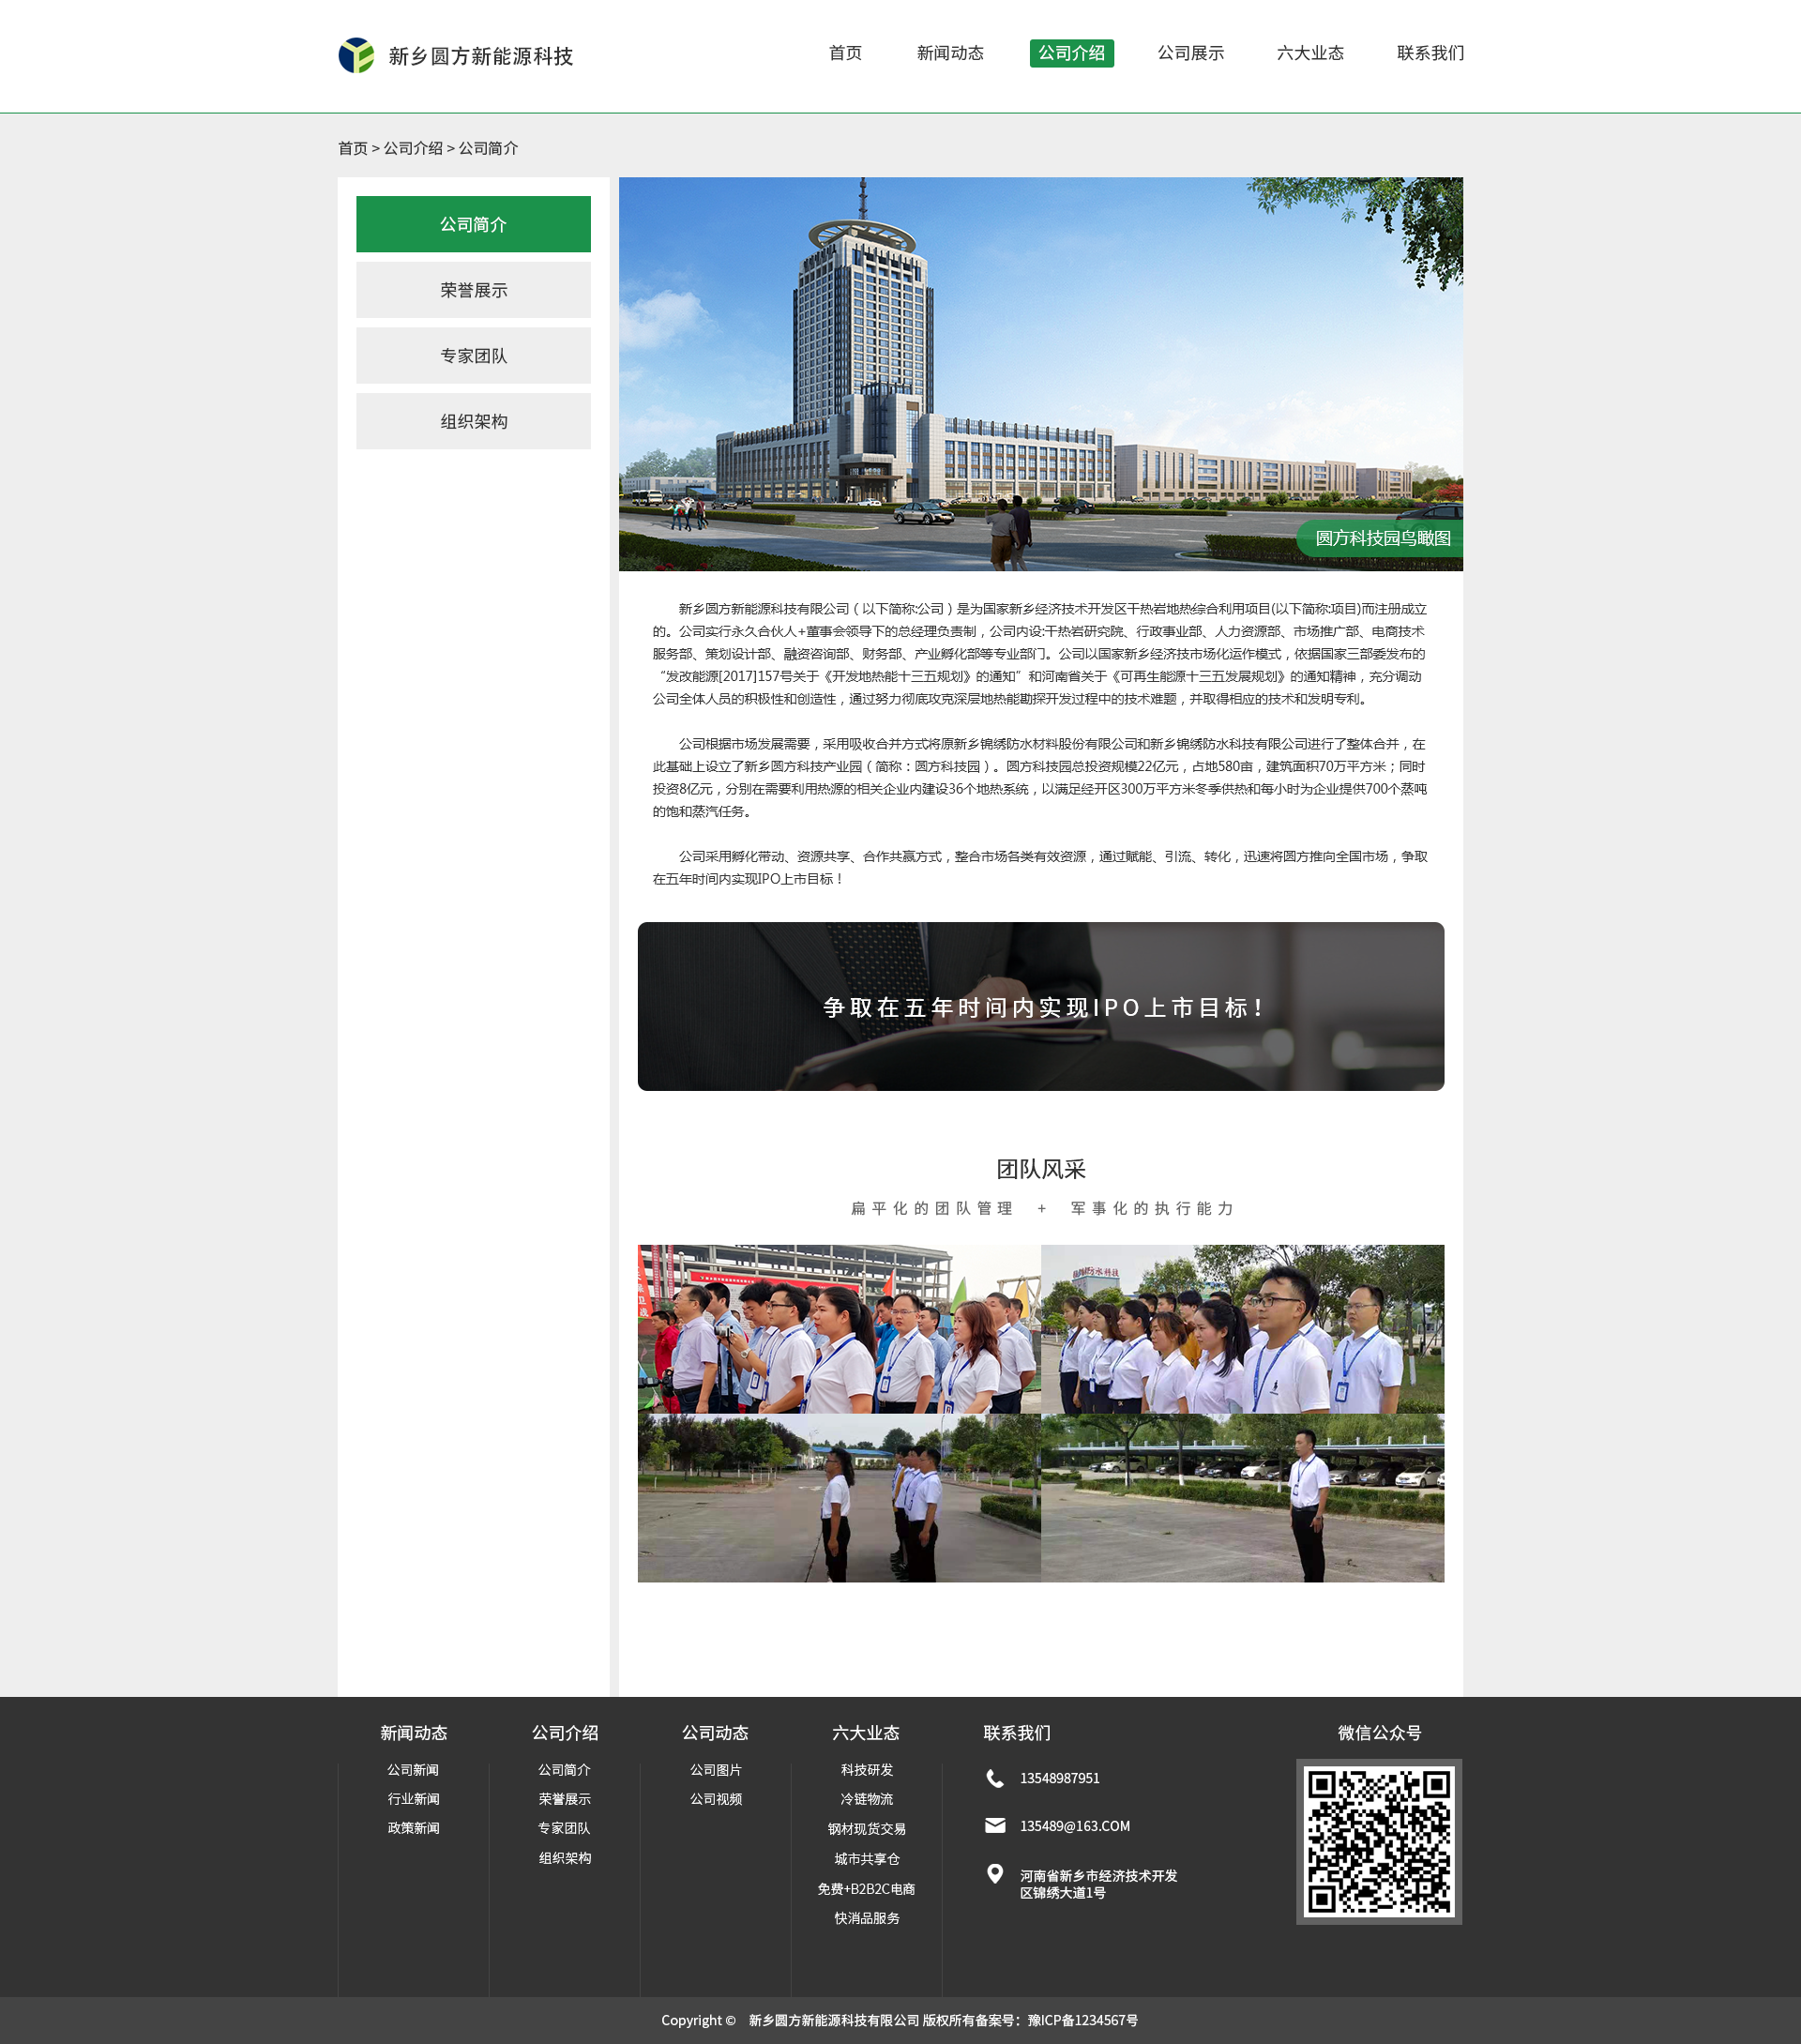 新乡圆方新能源科技
首页
新闻动态
公司介绍
公司展示
六大业态
联系我们
首页 > 公司介绍 > 公司简介
公司简介
荣誉展示
专家团队
组织架构
圆方科技园鸟瞰图
新乡圆方新能源科技有限公司（以下简称:公司）是为国家新乡经济技术开发区干热岩地热综合利用项目(以下简称:项目)而注册成立
的。公司实行永久合伙人+董事会领导下的总经理负责制，公司内设:干热岩研究院、行政事业部、人力资源部、市场推广部、电商技术
服务部、策划设计部、融资咨询部、财务部、产业孵化部等专业部门。公司以国家新乡经济技市场化运作模式，依据国家三部委发布的
“发改能源[2017]157号关于《开发地热能十三五规划》的通知”和河南省关于《可再生能源十三五发展规划》的通知精神，充分调动
公司全体人员的积极性和创造性，通过努力彻底攻克深层地热能勘探开发过程中的技术难题，并取得相应的技术和发明专利。
公司根据市场发展需要，采用吸收合并方式将原新乡锦绣防水材料股份有限公司和新乡锦绣防水科技有限公司进行了整体合并，在
此基础上设立了新乡圆方科技产业园（简称：圆方科技园）。圆方科技园总投资规模22亿元，占地580亩，建筑面积70万平方米；同时
投资8亿元，分别在需要利用热源的相关企业内建设36个地热系统，以满足经开区300万平方米冬季供热和每小时为企业提供700个蒸吨
的饱和蒸汽任务。
公司采用孵化带动、资源共享、合作共赢方式，整合市场各类有效资源，通过赋能、引流、转化，迅速将圆方推向全国市场，争取
在五年时间内实现IPO上市目标！
争取在五年时间内实现IPO上市目标！
团队风采
扁平化的团队管理 + 军事化的执行能力
新闻动态
公司新闻
行业新闻
政策新闻
公司介绍
公司简介
荣誉展示
专家团队
组织架构
公司动态
公司图片
公司视频
六大业态
科技研发
冷链物流
钢材现货交易
城市共享仓
免费+B2B2C电商
快消品服务
联系我们
13548987951
135489@163.COM
河南省新乡市经济技术开发
区锦绣大道1号
微信公众号
Copyright © 新乡圆方新能源科技有限公司 版权所有备案号：豫ICP备1234567号